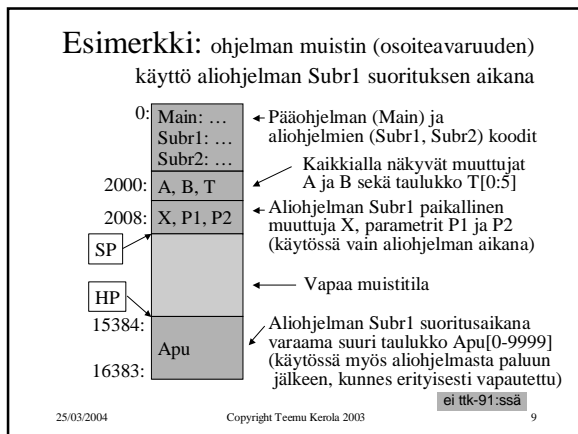 Esimerkki: ohjelman muistin (osoiteavaruuden)
käyttö aliohjelman Subr1 suorituksen aikana
0:
Main: …
Subr1: …
Subr2: …
Pääohjelman (Main) ja
aliohjelmien (Subr1, Subr2) koodit
Kaikkialla näkyvät muuttujat
A ja B sekä taulukko T[0:5]
2000:
A, B, T
2008:
X, P1, P2
Aliohjelman Subr1 paikallinen
muuttuja X, parametrit P1 ja P2
(käytössä vain aliohjelman aikana)
SP
Vapaa muistitila
HP
15384:
Apu
16383:
Aliohjelman Subr1 suoritusaikana
varaama suuri taulukko Apu[0-9999]
(käytössä myös aliohjelmasta paluun
jälkeen, kunnes erityisesti vapautettu)
ei ttk-91:ssä
25/03/2004
Copyright Teemu Kerola 2003
9